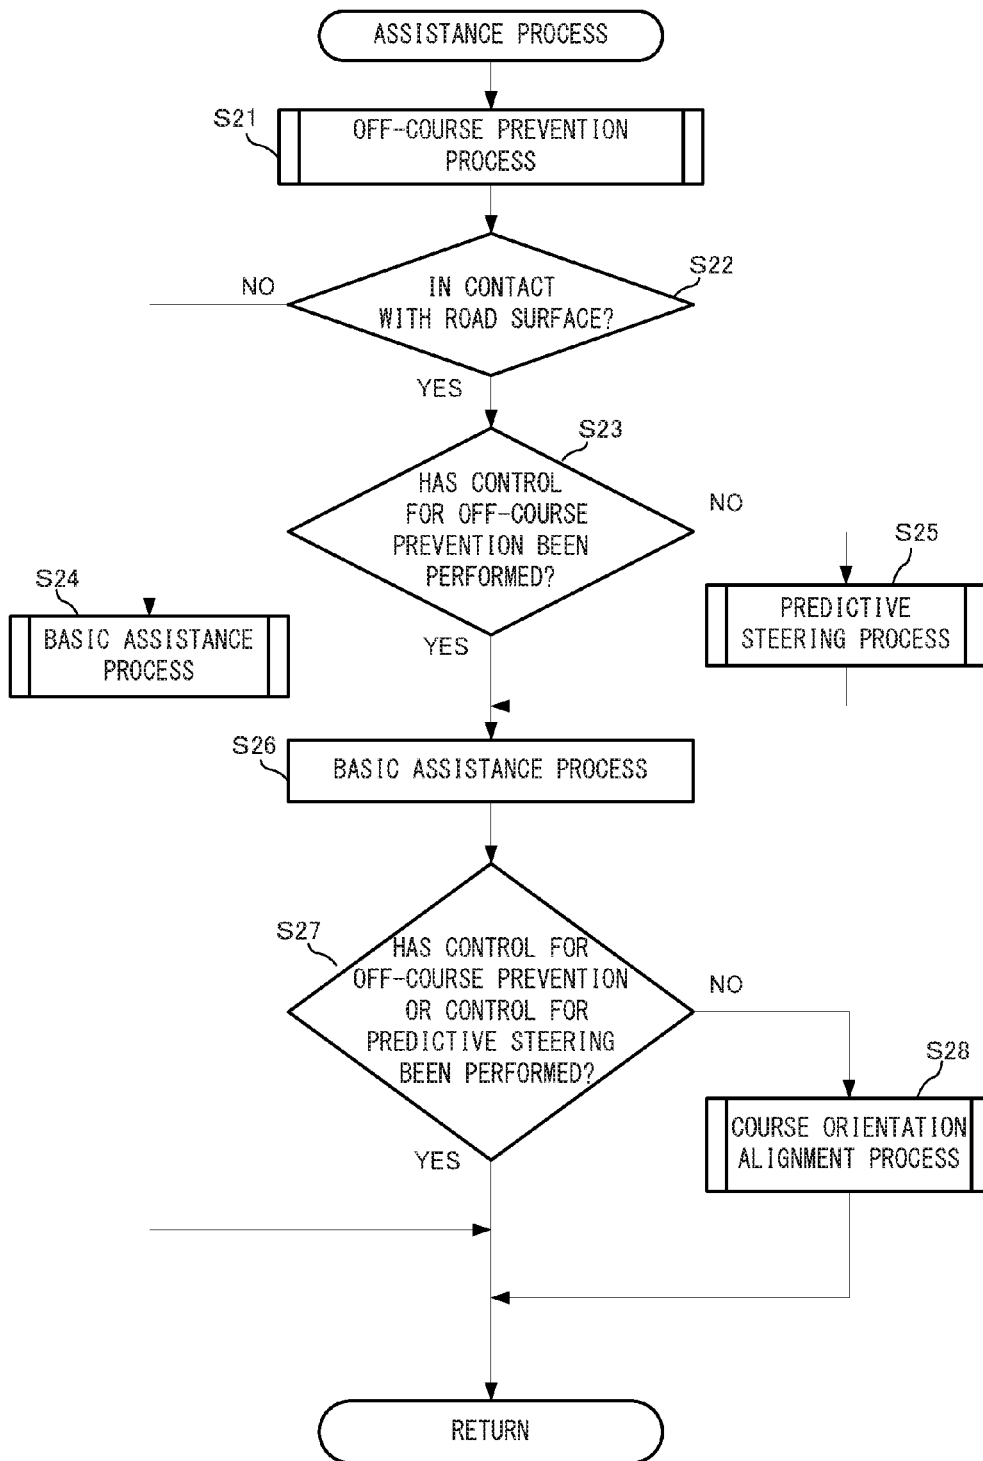 ASSISTANCE PROCESS
S21
OFF-COURSE PREVENTION
PROCESS
S22
NO
IN CONTACT
WITH ROAD SURFACE?
YES
S23
HAS CONTROL
FOR OFF-COURSE
PREVENTION BEEN
PERFORMED?
NO
YES
S24
BASIC ASSISTANCE
PROCESS
S25
PREDICTIVE
STEERING PROCESS
S26
BASIC ASSISTANCE PROCESS
S27
HAS CONTROL FOR
OFF-COURSE PREVENTION
OR CONTROL FOR
PREDICTIVE STEERING
BEEN PERFORMED?
NO
YES
S28
COURSE ORIENTATION
ALIGNMENT PROCESS
RETURN